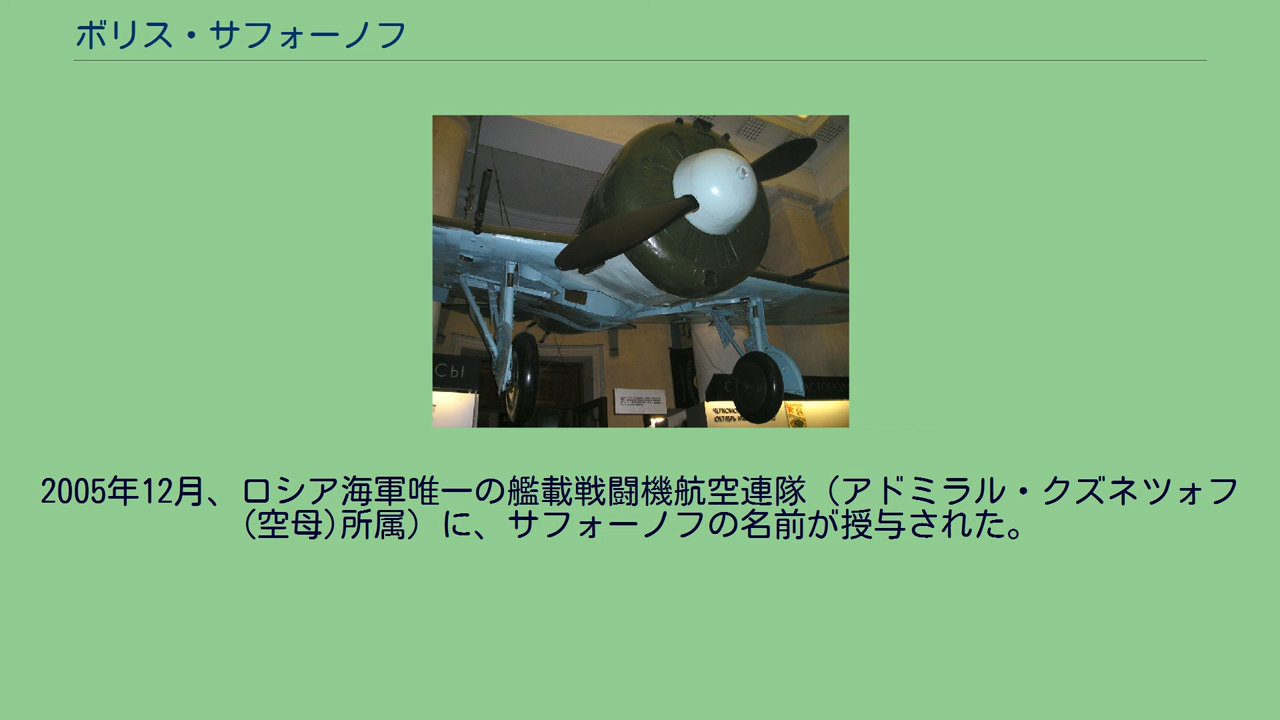 ボリス・サフォーノフ
СЫ
2005年12月、ロシア海軍唯一の艦載戦闘機航空連隊（アドミラル・クズネツォフ
(空母)所属）に、サフォーノフの名前が授与された。